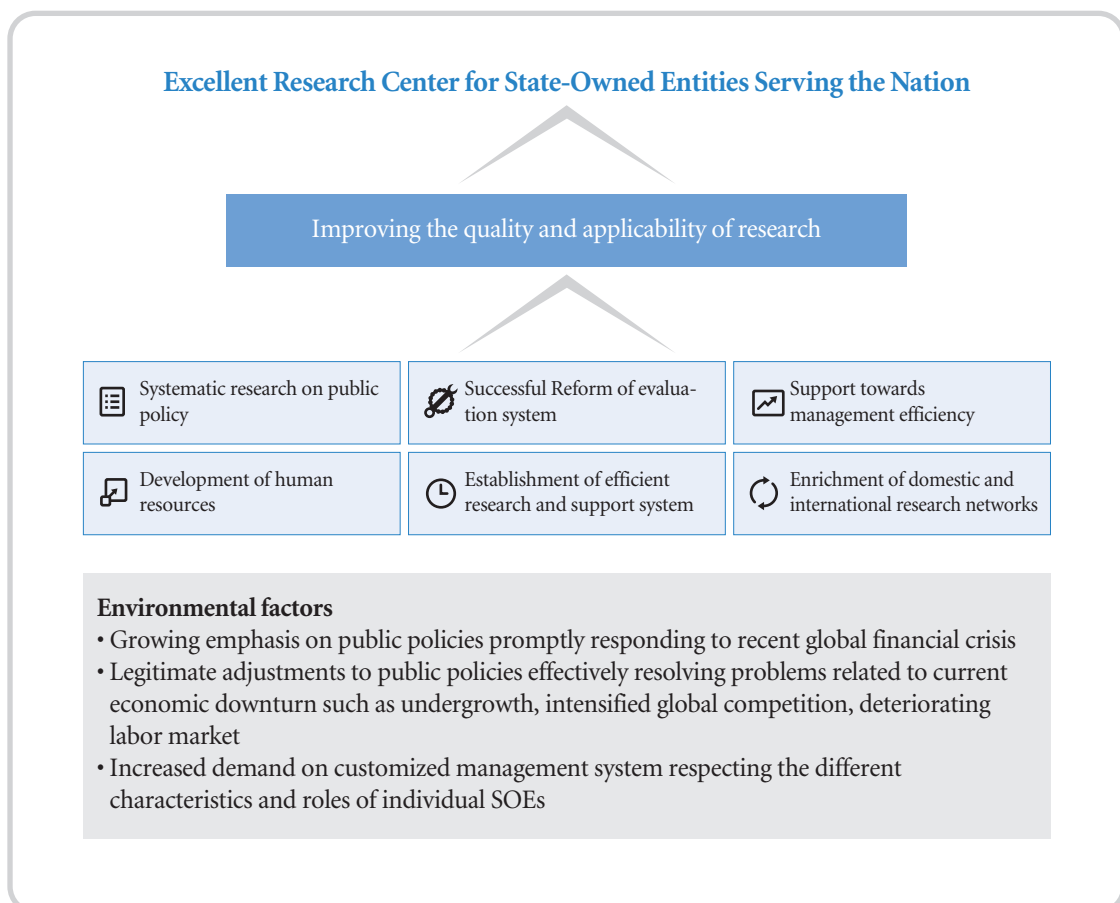 Excellent Research Center for State-Owned Entities Serving the Nation
Improving the quality and applicability of research
Systematic research on public
policy
Successful Reform of evalua-
tion system
Support towards
management efficiency
Development of human
resources
Establishment of efficient
research and support system
Enrichment of domestic and
international research networks
Environmental factors
• Growing emphasis on public policies promptly responding to recent global financial crisis
• Legitimate adjustments to public policies effectively resolving problems related to current
economic downturn such as undergrowth, intensified global competition, deteriorating
labor market
• Increased demand on customized management system respecting the different
characteristics and roles of individual SOEs